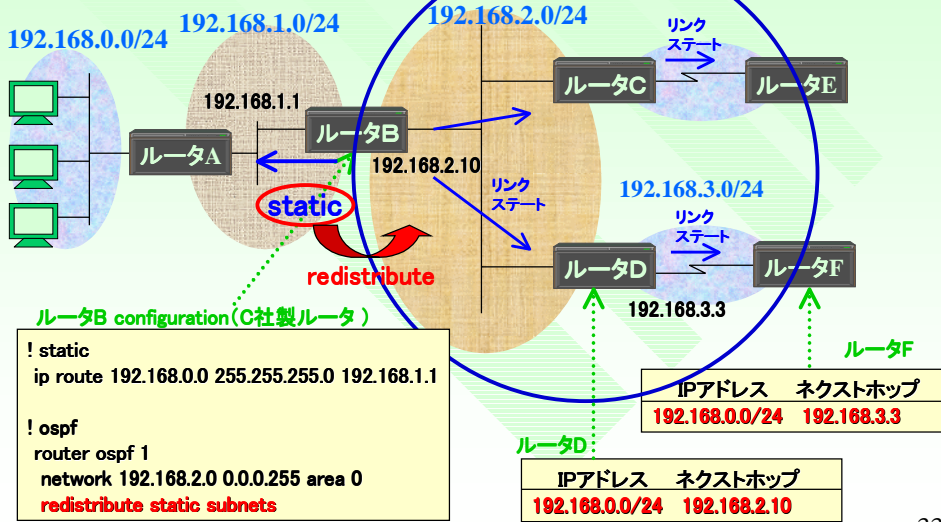 192.168.0.0/24
192.168.1.0/24
192.168.2.0/24
リンク
ステート
192.168.1.1
ルータA
ルータB
ルータC
ルータE
192.168.2.10
static
redistribute
リンク
ステート
192.168.3.0/24
リンク
ステート
ルータD
ルータF
192.168.3.3
ルータB configuration(C社製ルータ)
! static
ip route 192.168.0.0 255.255.255.0 192.168.1.1
! ospf
router ospf 1
network 192.168.2.0 0.0.0.255 area 0
redistribute static subnets
ルータF
IPアドレス ネクストホップ
192.168.0.0/24 192.168.3.3
ルータD
IPアドレス ネクストホップ
192.168.0.0/24 192.168.2.10